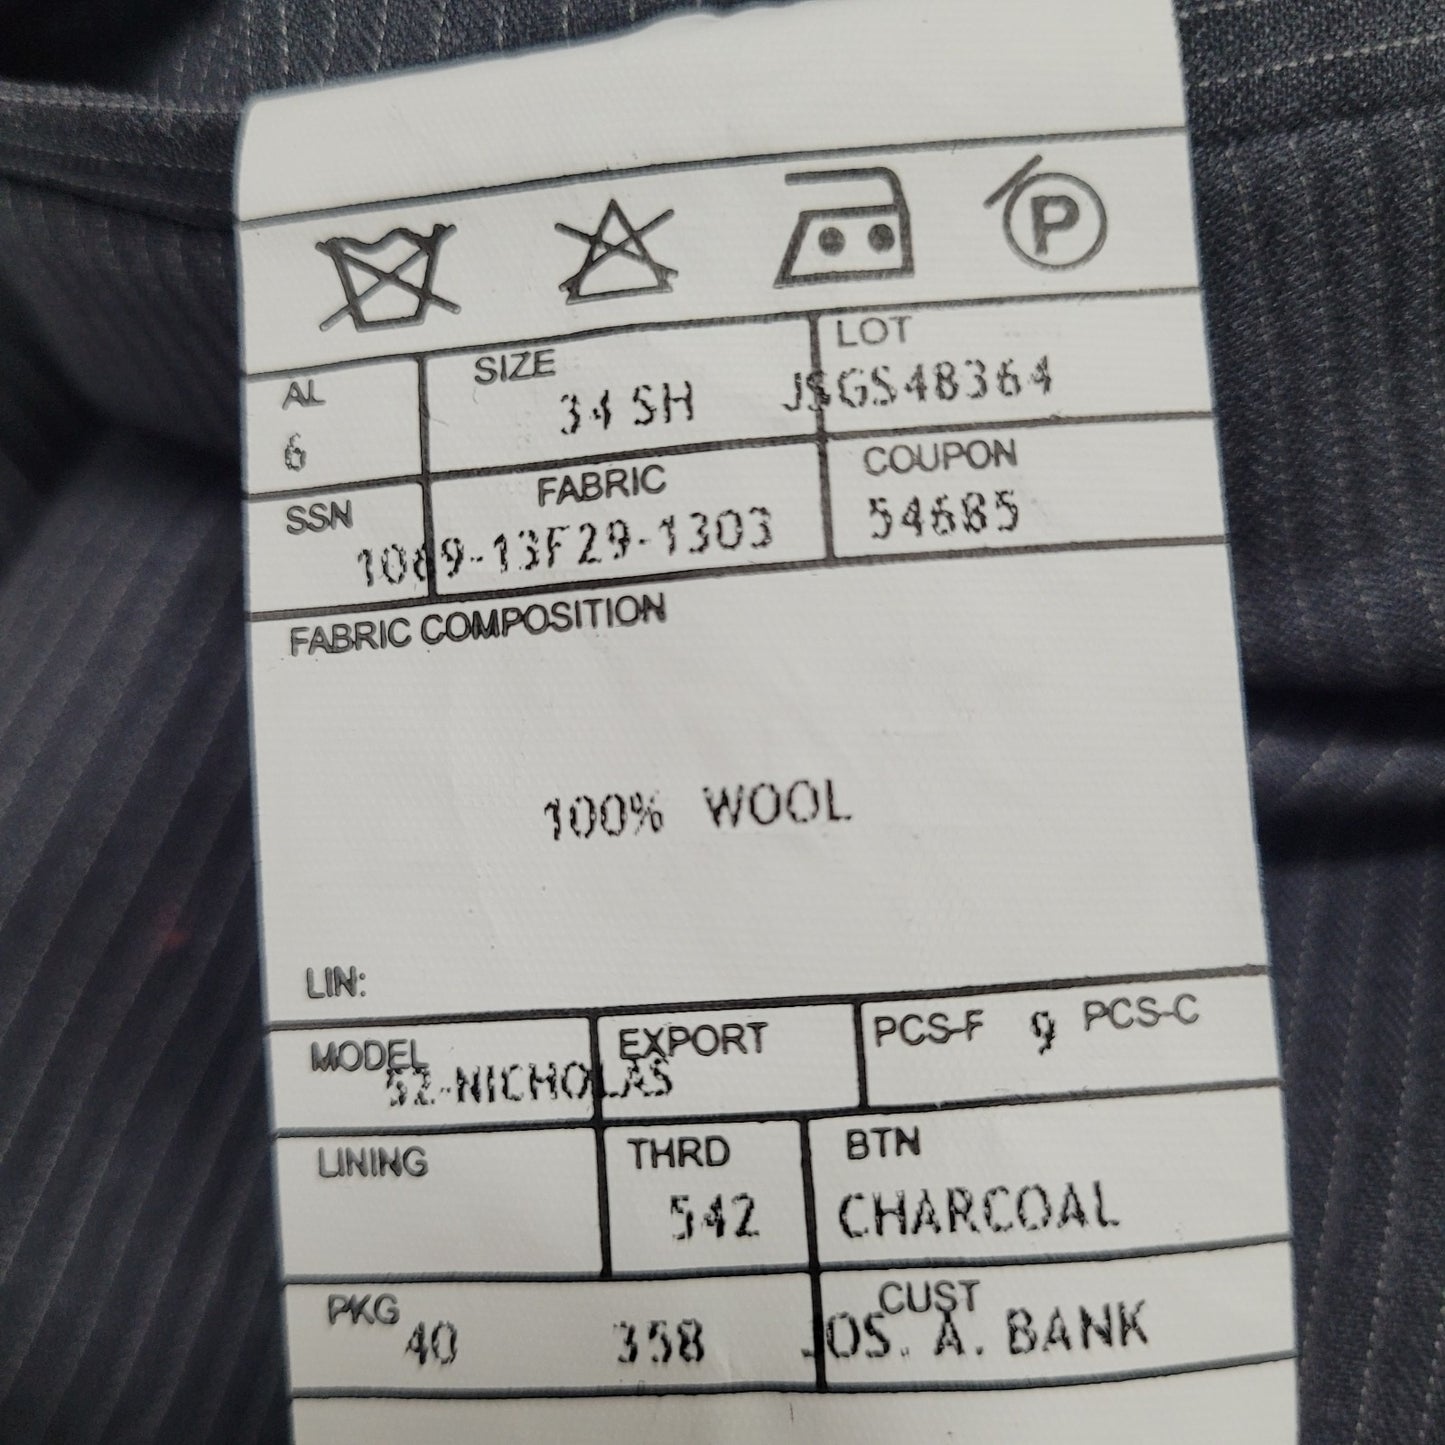 P
AL
6
SIZE
34 SH
LOT
JSGS48364
SSN
FABRIC
1069-13F29-1303
COUPON
54685
FABRIC COMPOSITION
100% WOOL
LIN:
MODEL
52-NICHOLAS
EXPORT
PCS-F 9 PCS-C
LINING
THRD
542
BTN
CHARCOAL
PKG
40 358
CUST
JOS. A. BANK